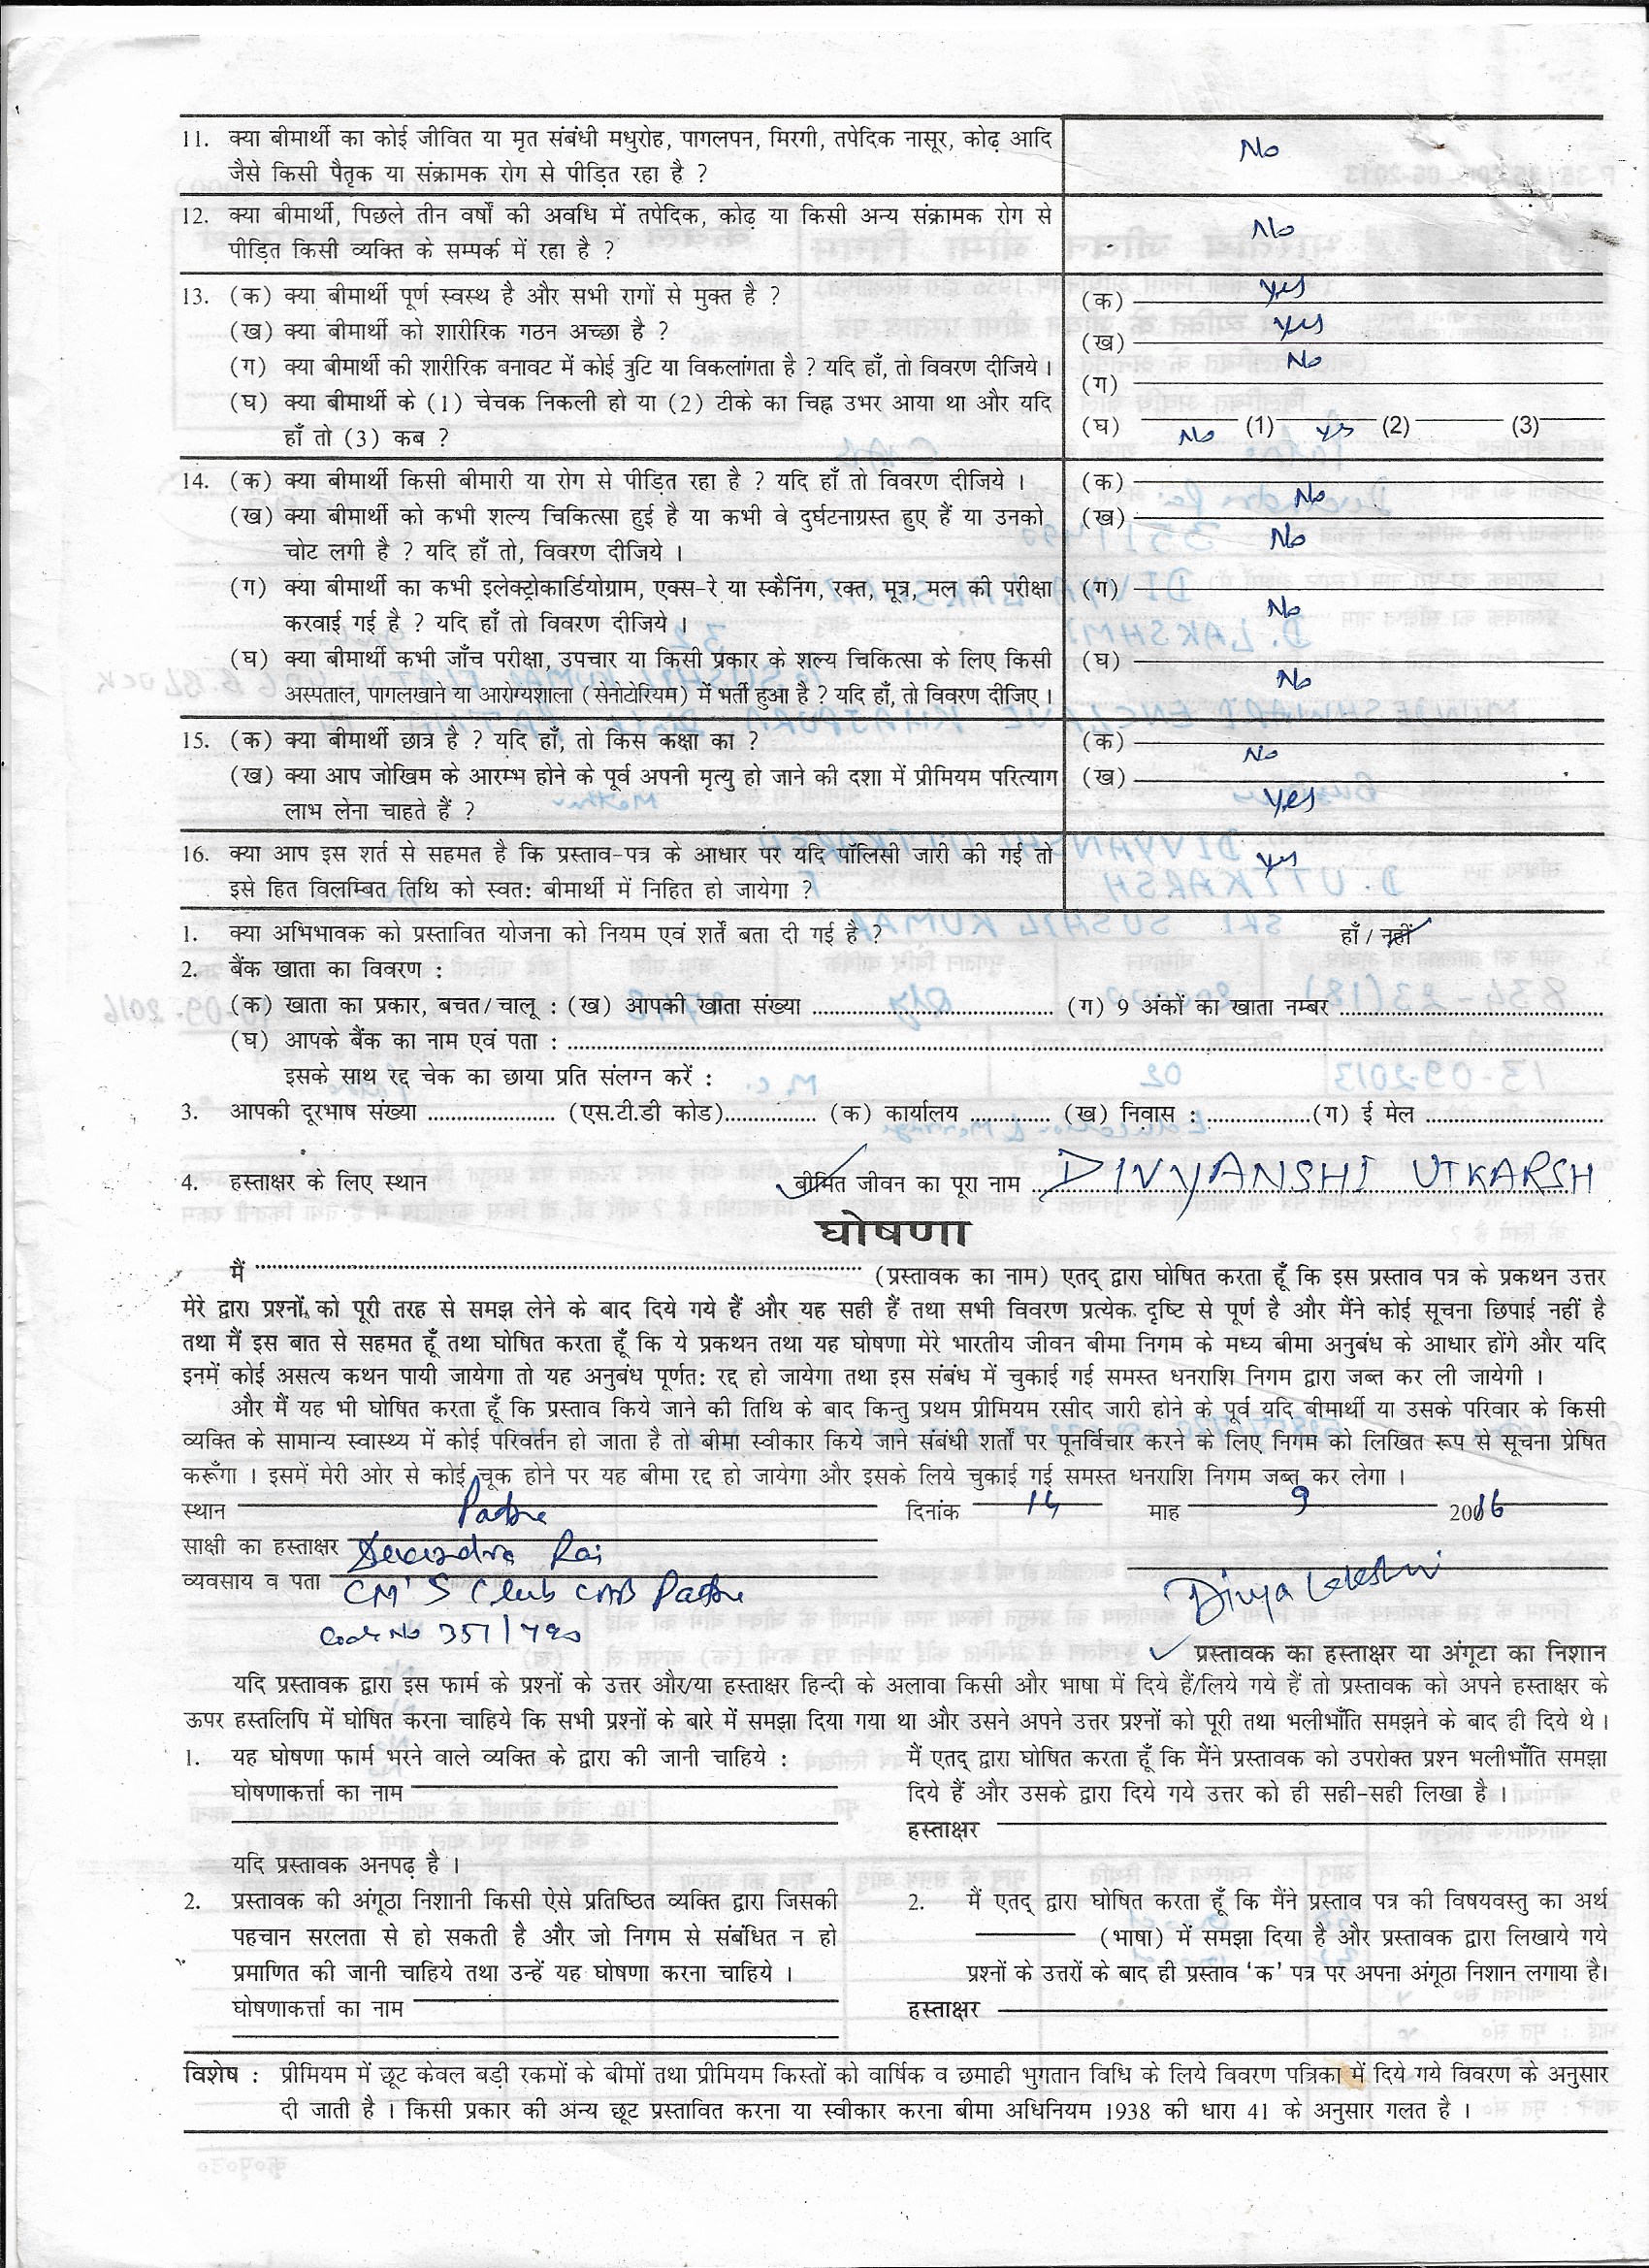 11. क्या बीमार्थी का कोई जीवित या मृत संबंधी मधुरोह, पागलपन, मिरगी, तपेदिक नासूर, कोढ़ आदि
जैसे किसी पैतृक या संक्रामक रोग से पीड़ित रहा है ? No
12. क्या बीमार्थी, पिछले तीन वर्षों की अवधि में तपेदिक, कोढ़ या किसी अन्य संक्रामक रोग से
पीड़ित किसी व्यक्ति के सम्पर्क में रहा है ? No
13. (क) क्या बीमार्थी पूर्ण स्वस्थ है और सभी रागों से मुक्त है ? (क) Yes
(ख) क्या बीमार्थी को शारीरिक गठन अच्छा है ? (ख) Yes
(ग) क्या बीमार्थी की शारीरिक बनावट में कोई त्रुटि या विकलांगता है ? यदि हाँ, तो विवरण दीजिये । (ग) No
(घ) क्या बीमार्थी के (1) चेचक निकली हो या (2) टीके का चिह्न उभर आया था और यदि
हाँ तो (3) कब ? (घ) No (1) Yes (2) (3)
14. (क) क्या बीमार्थी किसी बीमारी या रोग से पीड़ित रहा है ? यदि हाँ तो विवरण दीजिये । (क) No
(ख) क्या बीमार्थी को कभी शल्य चिकित्सा हुई है या कभी वे दुर्घटनाग्रस्त हुए हैं या उनको (ख)
चोट लगी है ? यदि हाँ तो, विवरण दीजिये । No
(ग) क्या बीमार्थी का कभी इलेक्ट्रोकार्डियोग्राम, एक्स-रे या स्कैनिंग, रक्त, मूत्र, मल की परीक्षा (ग)
करवाई गई है ? यदि हाँ तो विवरण दीजिये । No
(घ) क्या बीमार्थी कभी जाँच परीक्षा, उपचार या किसी प्रकार के शल्य चिकित्सा के लिए किसी (घ)
अस्पताल, पागलखाने या आरोग्यशाला (सेनोटोरियम) में भर्ती हुआ है ? यदि हाँ, तो विवरण दीजिए । No
15. (क) क्या बीमार्थी छात्र है ? यदि हाँ, तो किस कक्षा का ? (क) No
(ख) क्या आप जोखिम के आरम्भ होने के पूर्व अपनी मृत्यु हो जाने की दशा में प्रीमियम परित्याग (ख)
लाभ लेना चाहते हैं ? Yes
16. क्या आप इस शर्त से सहमत है कि प्रस्ताव-पत्र के आधार पर यदि पॉलिसी जारी की गई तो Yes
इसे हित विलम्बित तिथि को स्वत: बीमार्थी में निहित हो जायेगा ?
1. क्या अभिभावक को प्रस्तावित योजना को नियम एवं शर्तें बता दी गई है ? हाँ / नहीं
2. बैंक खाता का विवरण :
(क) खाता का प्रकार, बचत/चालू : (ख) आपकी खाता संख्या ........ (ग) 9 अंकों का खाता नम्बर ........
(घ) आपके बैंक का नाम एवं पता : ........
इसके साथ रद्द चेक का छाया प्रति संलग्न करें :
3. आपकी दूरभाष संख्या ........ (एस.टी.डी कोड)........ (क) कार्यालय ........ (ख) निवास : ........(ग) ई मेल ........
4. हस्ताक्षर के लिए स्थान बीमित जीवन का पूरा नाम DIVYANSHI UTKARSH
घोषणा
मैं ........ (प्रस्तावक का नाम) एतद् द्वारा घोषित करता हूँ कि इस प्रस्ताव पत्र के प्रकथन उत्तर
मेरे द्वारा प्रश्नों को पूरी तरह से समझ लेने के बाद दिये गये हैं और यह सही हैं तथा सभी विवरण प्रत्येक दृष्टि से पूर्ण है और मैंने कोई सूचना छिपाई नहीं है
तथा मैं इस बात से सहमत हूँ तथा घोषित करता हूँ कि ये प्रकथन तथा यह घोषणा मेरे भारतीय जीवन बीमा निगम के मध्य बीमा अनुबंध के आधार होंगे और यदि
इनमें कोई असत्य कथन पायी जायेगा तो यह अनुबंध पूर्णत: रद्द हो जायेगा तथा इस संबंध में चुकाई गई समस्त धनराशि निगम द्वारा जब्त कर ली जायेगी ।
और मैं यह भी घोषित करता हूँ कि प्रस्ताव किये जाने की तिथि के बाद किन्तु प्रथम प्रीमियम रसीद जारी होने के पूर्व यदि बीमार्थी या उसके परिवार के किसी
व्यक्ति के सामान्य स्वास्थ्य में कोई परिवर्तन हो जाता है तो बीमा स्वीकार किये जाने संबंधी शर्तों पर पूनर्विचार करने के लिए निगम को लिखित रूप से सूचना प्रेषित
करूँगा । इसमें मेरी ओर से कोई चूक होने पर यह बीमा रद्द हो जायेगा और इसके लिये चुकाई गई समस्त धनराशि निगम जब्त कर लेगा ।
स्थान Patna दिनांक 14 माह 9 2016
साक्षी का हस्ताक्षर Devendra Rai
व्यवसाय व पता CM'S Club CAB Patna Divya Lakshmi
Code No 351/490
प्रस्तावक का हस्ताक्षर या अंगूटा का निशान
यदि प्रस्तावक द्वारा इस फार्म के प्रश्नों के उत्तर और/या हस्ताक्षर हिन्दी के अलावा किसी और भाषा में दिये हैं/लिये गये हैं तो प्रस्तावक को अपने हस्ताक्षर के
ऊपर हस्तलिपि में घोषित करना चाहिये कि सभी प्रश्नों के बारे में समझा दिया गया था और उसने अपने उत्तर प्रश्नों को पूरी तथा भलीभाँति समझने के बाद ही दिये थे ।
1. यह घोषणा फार्म भरने वाले व्यक्ति के द्वारा की जानी चाहिये : मैं एतद् द्वारा घोषित करता हूँ कि मैंने प्रस्तावक को उपरोक्त प्रश्न भलीभाँति समझा
घोषणाकर्त्ता का नाम दिये हैं और उसके द्वारा दिये गये उत्तर को ही सही-सही लिखा है ।
हस्ताक्षर
यदि प्रस्तावक अनपढ़ है ।
2. प्रस्तावक की अंगूठा निशानी किसी ऐसे प्रतिष्ठित व्यक्ति द्वारा जिसकी 2. मैं एतद् द्वारा घोषित करता हूँ कि मैंने प्रस्ताव पत्र की विषयवस्तु का अर्थ
पहचान सरलता से हो सकती है और जो निगम से संबंधित न हो (भाषा) में समझा दिया है और प्रस्तावक द्वारा लिखाये गये
प्रमाणित की जानी चाहिये तथा उन्हें यह घोषणा करना चाहिये । प्रश्नों के उत्तरों के बाद ही प्रस्ताव ‘क’ पत्र पर अपना अंगूठा निशान लगाया है।
घोषणाकर्त्ता का नाम हस्ताक्षर
विशेष : प्रीमियम में छूट केवल बड़ी रकमों के बीमों तथा प्रीमियम किस्तों को वार्षिक व छमाही भुगतान विधि के लिये विवरण पत्रिका में दिये गये विवरण के अनुसार
दी जाती है । किसी प्रकार की अन्य छूट प्रस्तावित करना या स्वीकार करना बीमा अधिनियम 1938 की धारा 41 के अनुसार गलत है ।